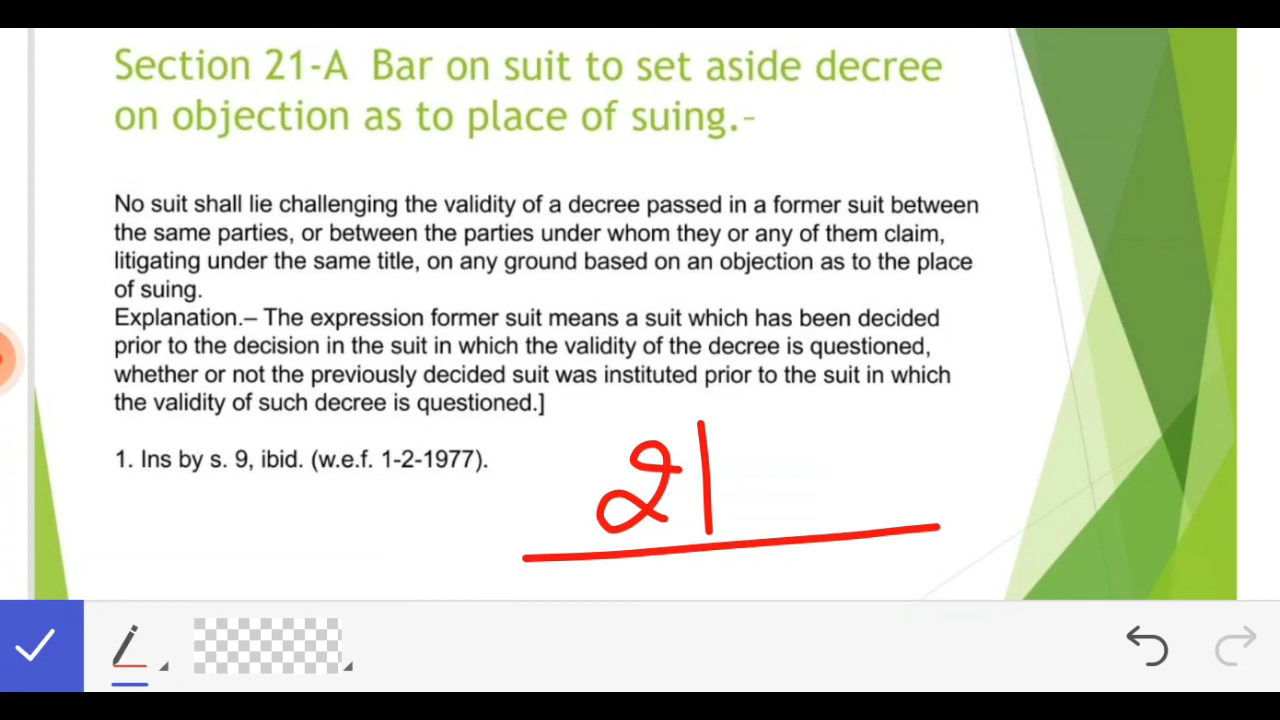 Section 21-A Bar on suit to set aside decree
on objection as to place of suing.-
No suit shall lie challenging the validity of a decree passed in a former suit between
the same parties, or between the parties under whom they or any of them claim,
litigating under the same title, on any ground based on an objection as to the place
of suing.
Explanation.– The expression former suit means a suit which has been decided
prior to the decision in the suit in which the validity of the decree is questioned,
whether or not the previously decided suit was instituted prior to the suit in which
the validity of such decree is questioned.]
1. Ins by s. 9, ibid. (w.e.f. 1-2-1977).
21